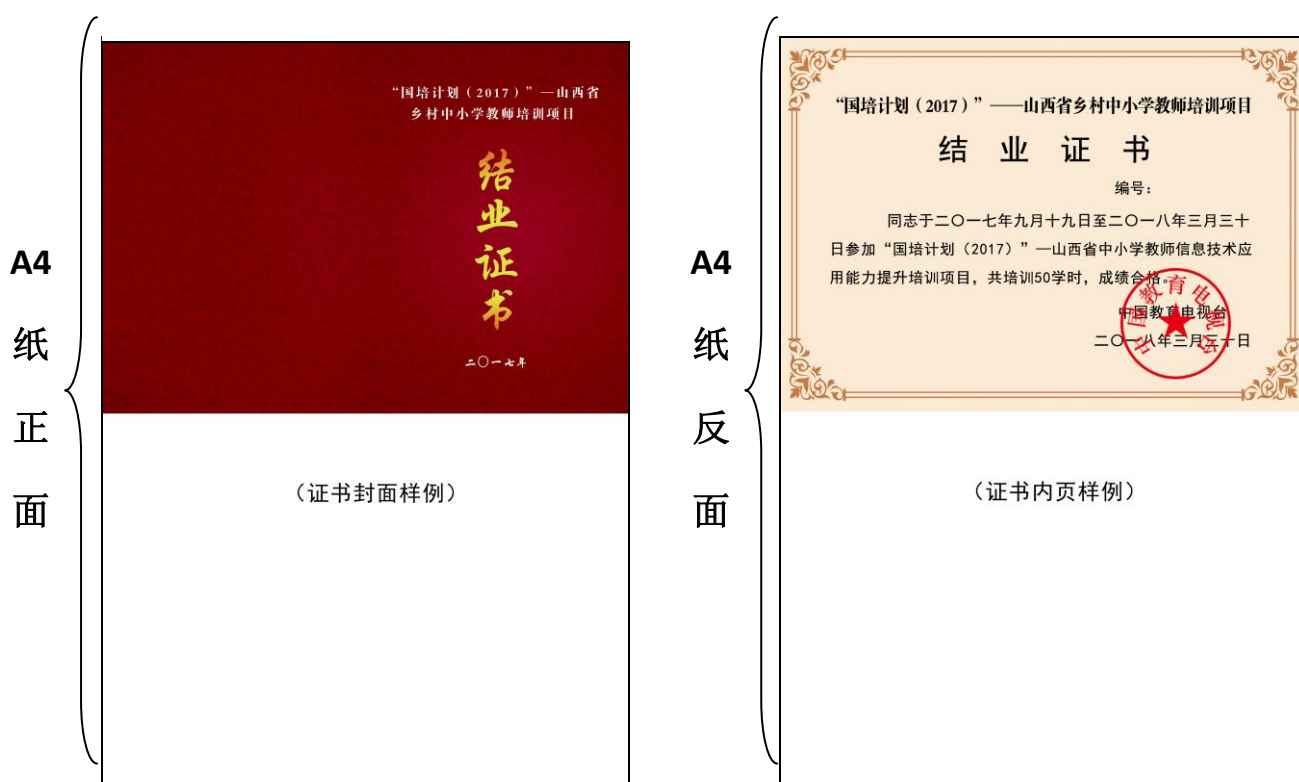 A4
纸
正
面
“国培计划（2017）”—山西省
乡村中小学教师培训项目
结
业
证
书
二〇一七年
（证书封面样例）
A4
纸
反
面
“国培计划（2017）”——山西省乡村中小学教师培训项目
结 业 证 书
编号：
同志于二〇一七年九月十九日至二〇一八年三月三十
日参加“国培计划（2017）”—山西省中小学教师信息技术应
用能力提升培训项目，共培训50学时，成绩合格。
中国教育电视台
二〇一八年三月三十日
中国教育电视台
（证书内页样例）